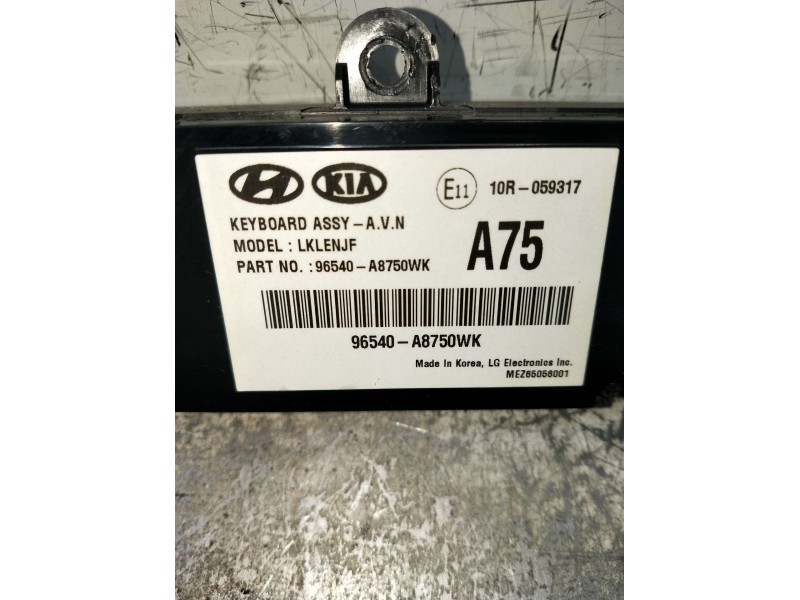 KIA
E11 10R-059317
KEYBOARD ASSY-A.V.N
MODEL : LKLENJF
PART NO. : 96540-A8750WK
A75
96540-A8750WK
Made In Korea, LG Electronics Inc.
MEZ65056001